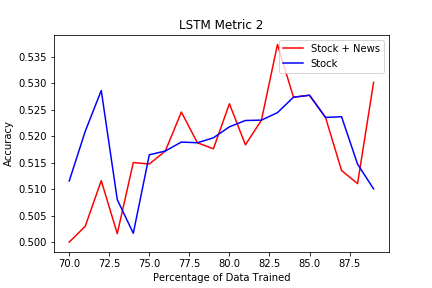 LSTM Metric 2
Stock + News
Stock
Accuracy
0.535
0.530
0.525
0.520
0.515
0.510
0.505
0.500
70.0 72.5 75.0 77.5 80.0 82.5 85.0 87.5
Percentage of Data Trained